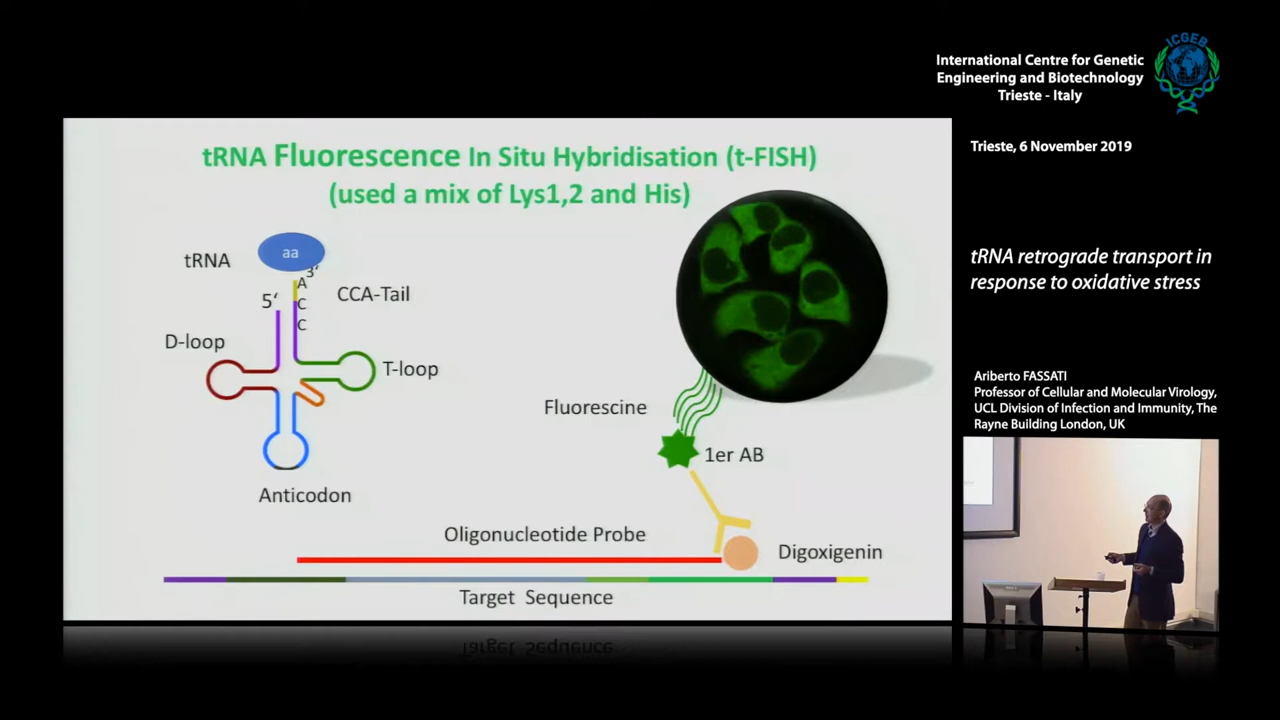 ICGEB
International Centre for Genetic
Engineering and Biotechnology
Trieste - Italy
Trieste, 6 November 2019
tRNA retrograde transport in
response to oxidative stress
Ariberto FASSATI
Professor of Cellular and Molecular Virology,
UCL Division of Infection and Immunity, The
Rayne Building London, UK
tRNA Fluorescence In Situ Hybridisation (t-FISH)
(used a mix of Lys1,2 and His)
tRNA
aa
3‘
A
C
C
5‘
CCA-Tail
D-loop
T-loop
Anticodon
Fluorescine
1er AB
Oligonucleotide Probe
Digoxigenin
Target Sequence